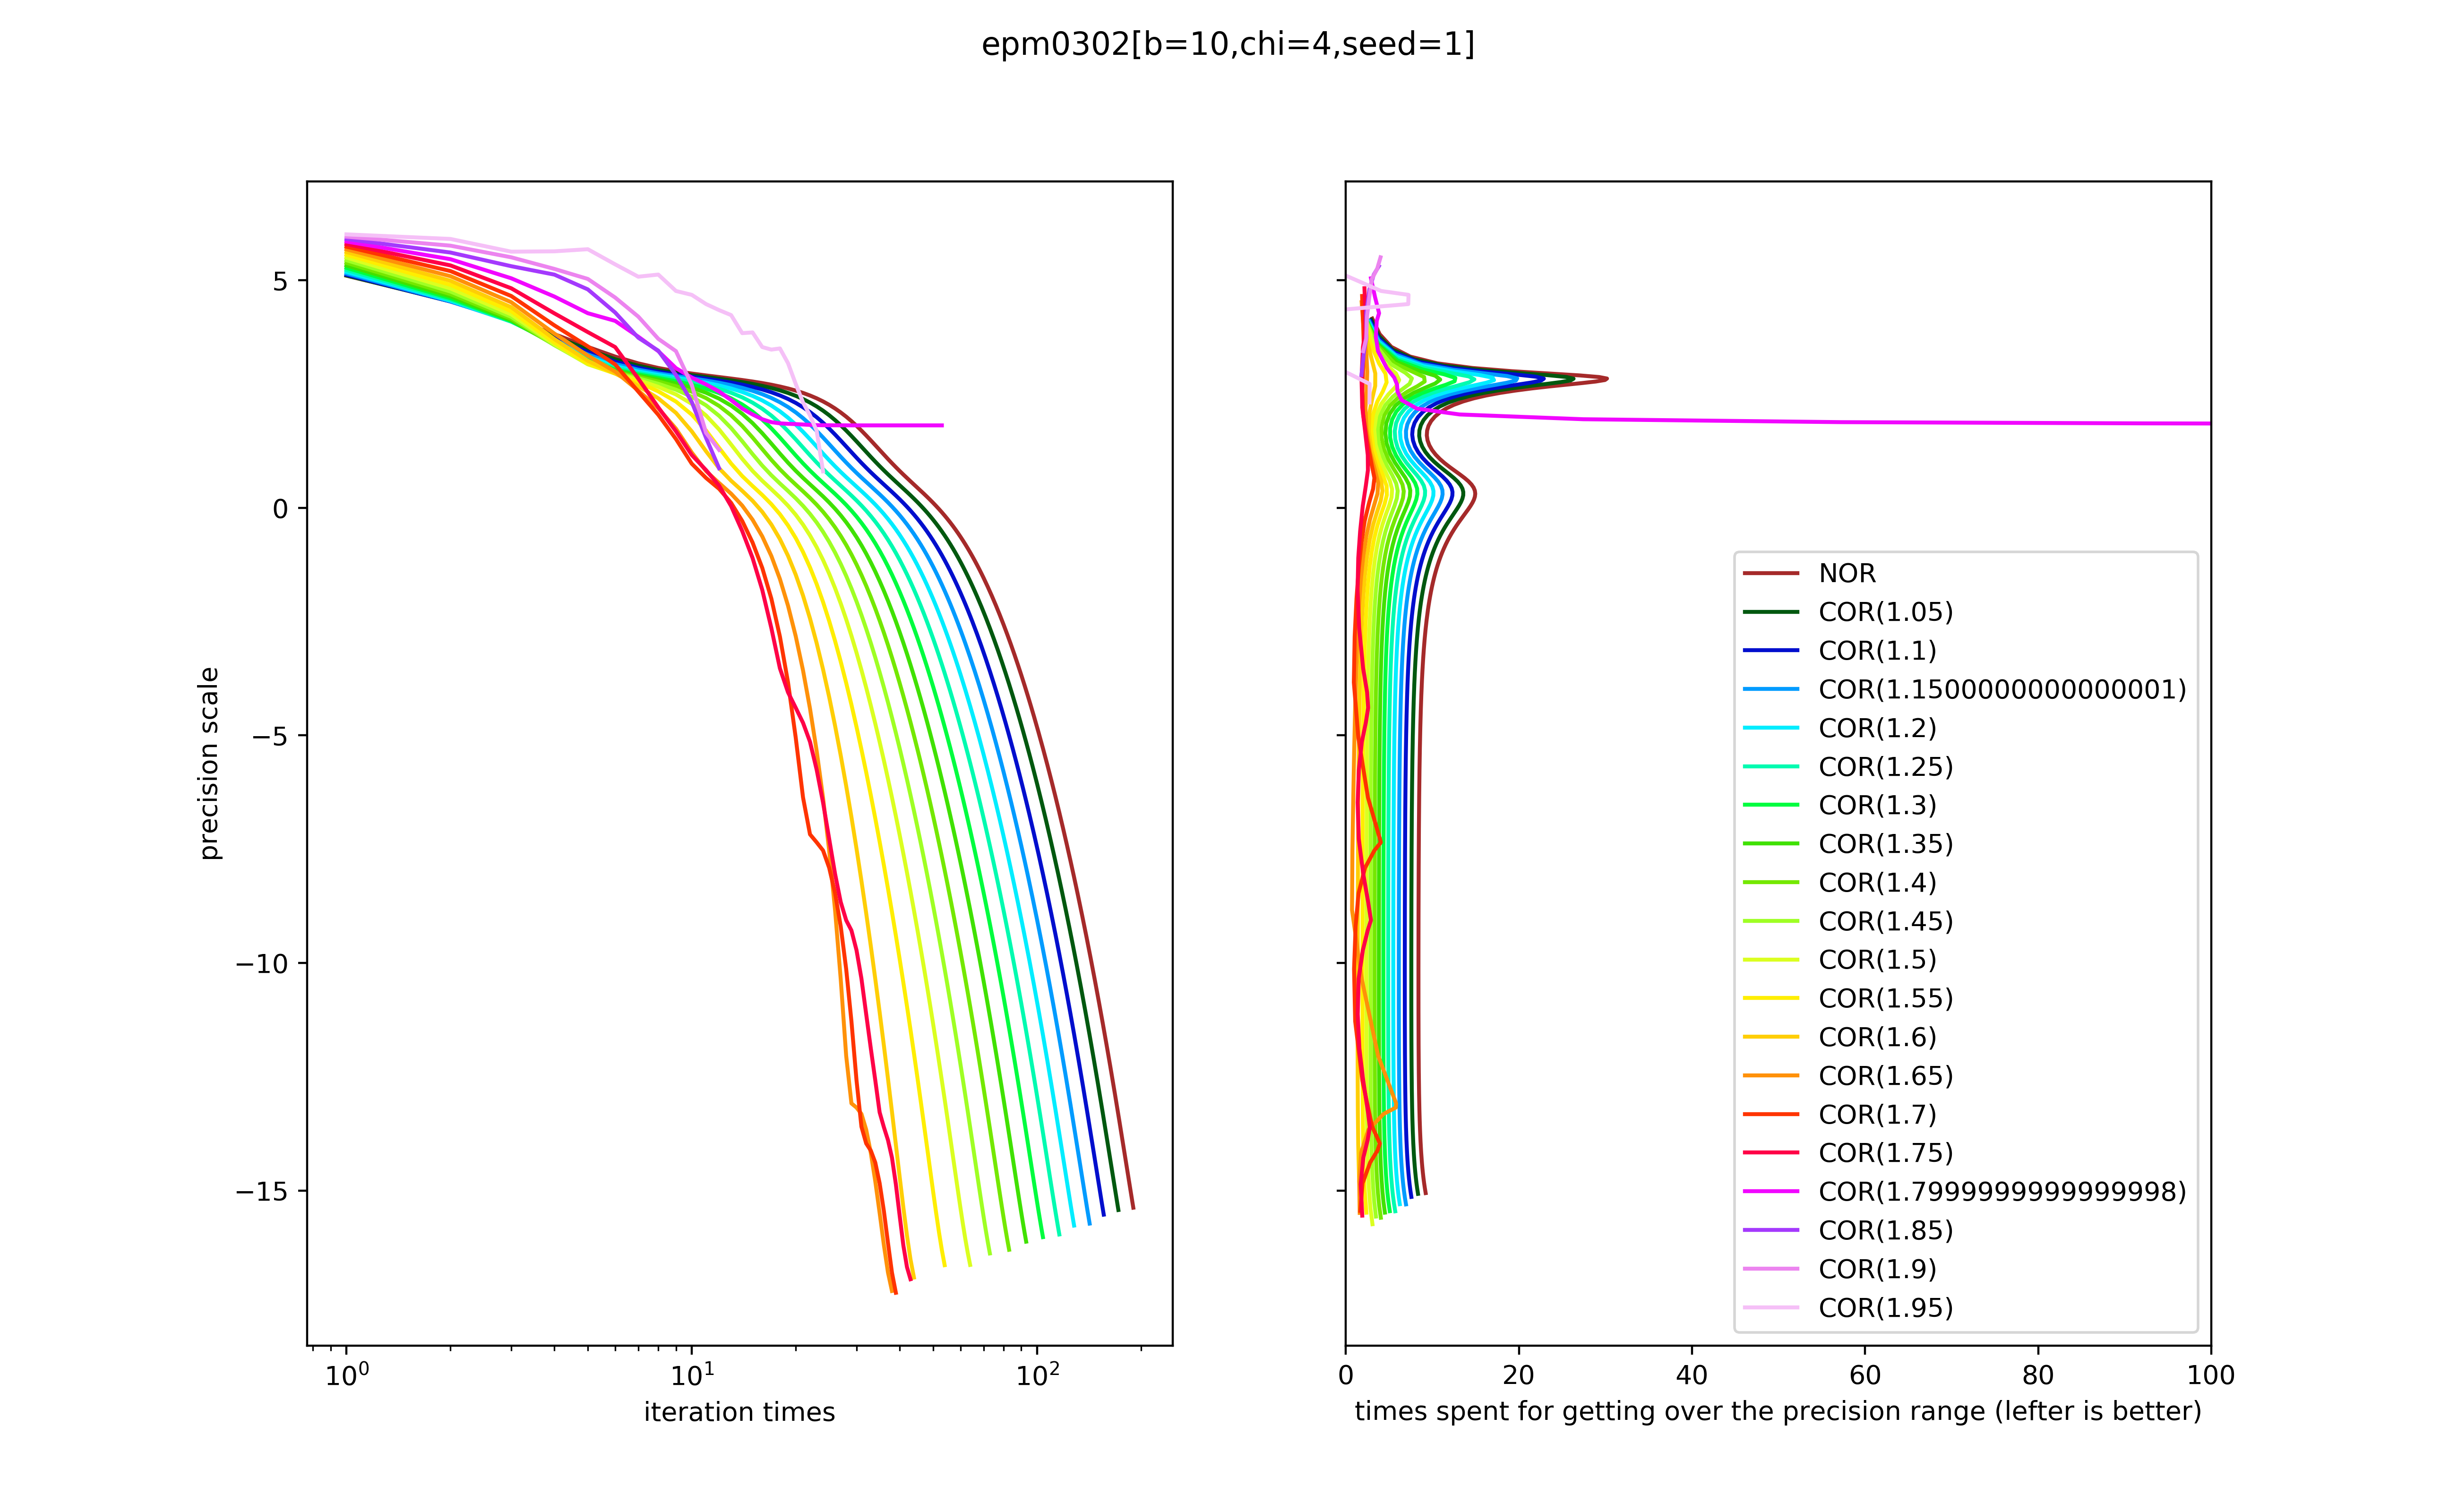 epm0302[b=10,chi=4,seed=1]
precision scale
5
0
−5
−10
−15
10⁰
10¹
10²
iteration times
0
20
40
60
80
100
times spent for getting over the precision range (lefter is better)
NOR
COR(1.05)
COR(1.1)
COR(1.1500000000000001)
COR(1.2)
COR(1.25)
COR(1.3)
COR(1.35)
COR(1.4)
COR(1.45)
COR(1.5)
COR(1.55)
COR(1.6)
COR(1.65)
COR(1.7)
COR(1.75)
COR(1.7999999999999998)
COR(1.85)
COR(1.9)
COR(1.95)